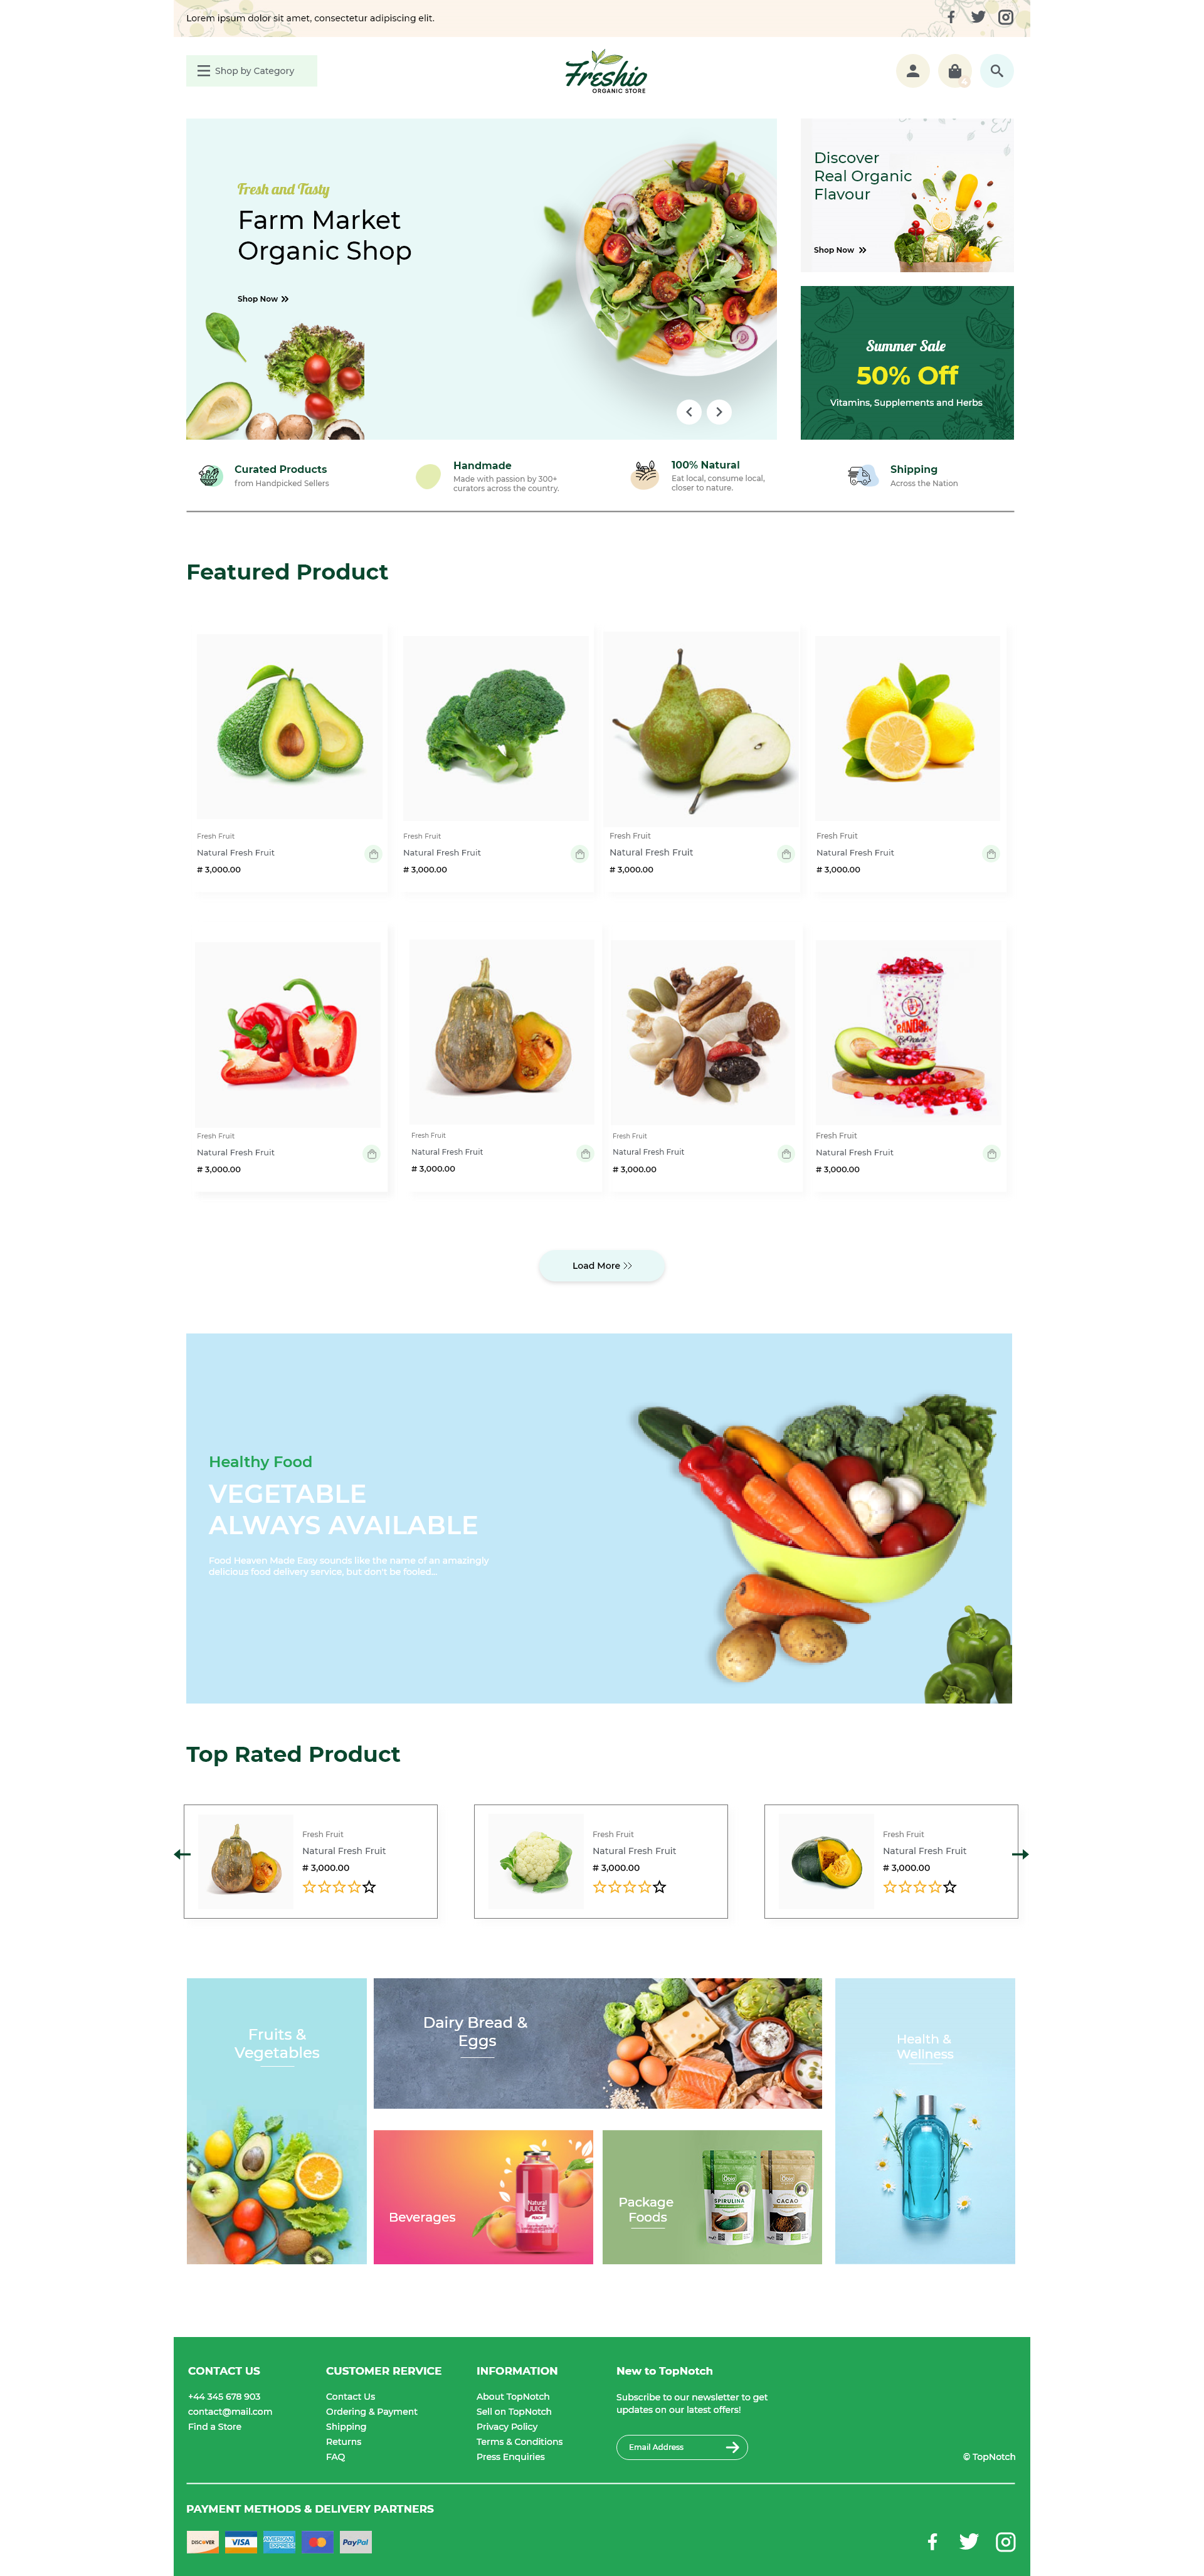 Lorem ipsum dolor sit amet, consectetur adipiscing elit.
Shop by Category
Freshio
ORGANIC STORE
Fresh and Tasty
Farm Market
Organic Shop
Shop Now
Discover
Real Organic
Flavour
Shop Now
Summer Sale
50% Off
Vitamins, Supplements and Herbs
Curated Products
from Handpicked Sellers
Handmade
Made with passion by 300+
curators across the country.
100% Natural
Eat local, consume local,
closer to nature.
Shipping
Across the Nation
Featured Product
Fresh Fruit
Natural Fresh Fruit
# 3,000.00
Fresh Fruit
Natural Fresh Fruit
# 3,000.00
Fresh Fruit
Natural Fresh Fruit
# 3,000.00
Fresh Fruit
Natural Fresh Fruit
# 3,000.00
Fresh Fruit
Natural Fresh Fruit
# 3,000.00
Fresh Fruit
Natural Fresh Fruit
# 3,000.00
Fresh Fruit
Natural Fresh Fruit
# 3,000.00
Fresh Fruit
Natural Fresh Fruit
# 3,000.00
Load More
Healthy Food
VEGETABLE
ALWAYS AVAILABLE
Food Heaven Made Easy sounds like the name of an amazingly
delicious food delivery service, but don't be fooled...
Top Rated Product
Fresh Fruit
Natural Fresh Fruit
# 3,000.00
Fresh Fruit
Natural Fresh Fruit
# 3,000.00
Fresh Fruit
Natural Fresh Fruit
# 3,000.00
Fruits &
Vegetables
Dairy Bread &
Eggs
Health &
Wellness
Beverages
Natural
JUICE
PEACH
Package
Foods
SPIRULINA
CACAO
CONTACT US
+44 345 678 903
contact@mail.com
Find a Store
CUSTOMER RERVICE
Contact Us
Ordering & Payment
Shipping
Returns
FAQ
INFORMATION
About TopNotch
Sell on TopNotch
Privacy Policy
Terms & Conditions
Press Enquiries
New to TopNotch
Subscribe to our newsletter to get
updates on our latest offers!
Email Address
© TopNotch
PAYMENT METHODS & DELIVERY PARTNERS
DISCOVER
VISA
AMERICAN
EXPRESS
PayPal